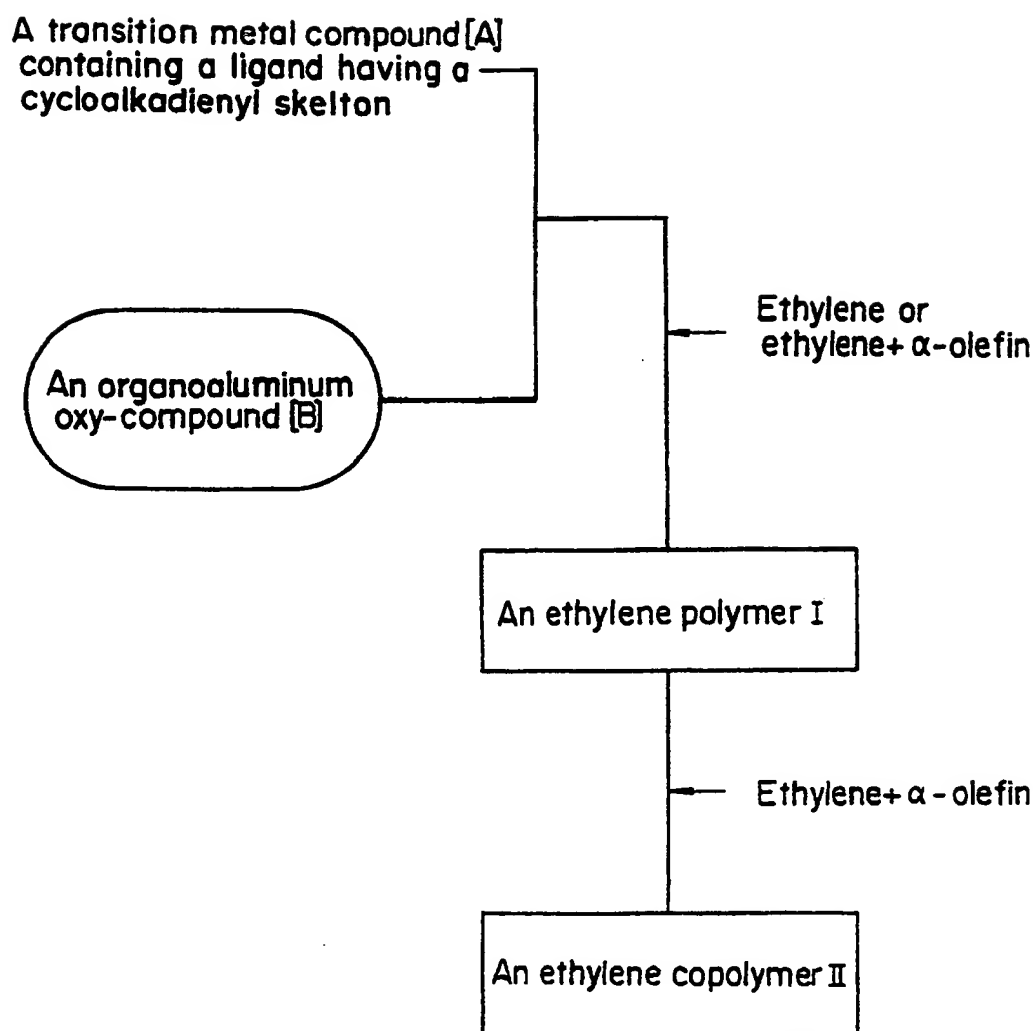 A transition metal compound [A]
containing a ligand having a
cycloalkadienyl skelton
Ethylene or
ethylene+ α-olefin
An organoaluminum
oxy-compound [B]
An ethylene polymer I
Ethylene+ α-olefin
An ethylene copolymer II